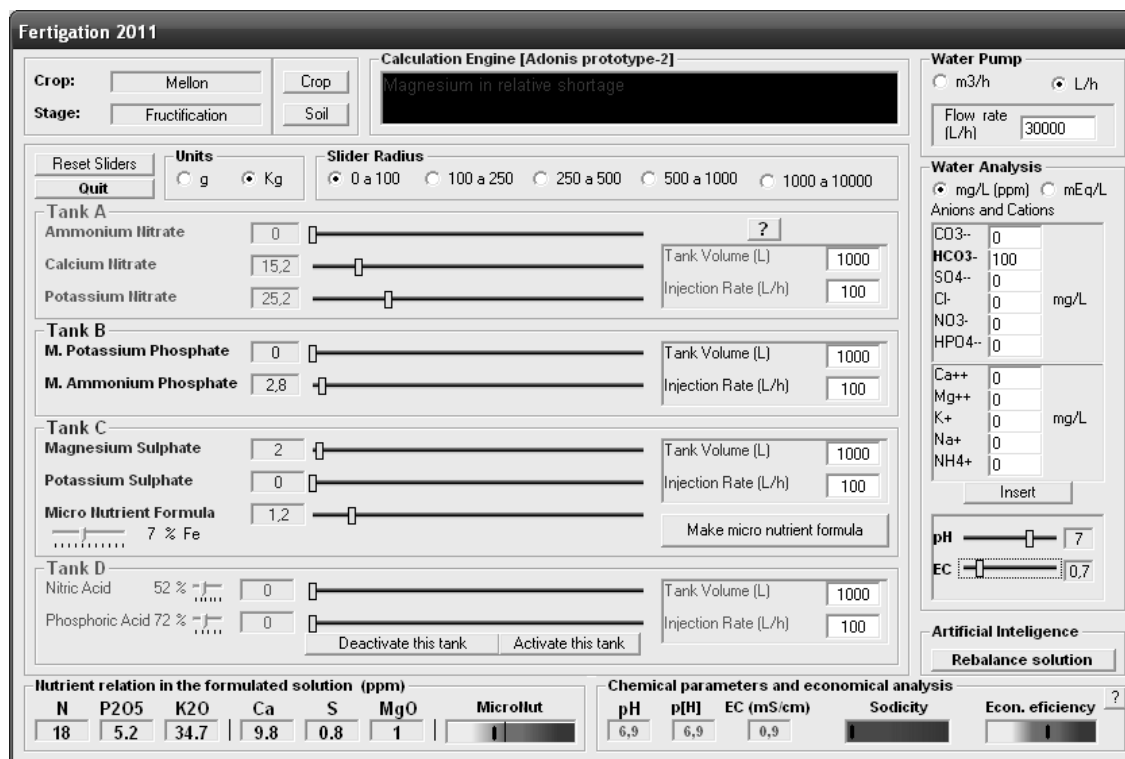 Fertigation 2011
Crop: Mellon Crop
Stage: Fructification Soil
Calculation Engine [Adonis prototype-2]
Magnesium in relative shortage
Water Pump
m3/h L/h
Flow rate (L/h) 30000
Reset Sliders
Quit
Units
g Kg
Slider Radius
0 a 100 100 a 250 250 a 500 500 a 1000 1000 a 10000
Tank A
Ammonium Nitrate 0
Calcium Nitrate 15,2
Potassium Nitrate 25,2
?
Tank Volume (L) 1000
Injection Rate (L/h) 100
Tank B
M. Potassium Phosphate 0
M. Ammonium Phosphate 2,8
Tank Volume (L) 1000
Injection Rate (L/h) 100
Tank C
Magnesium Sulphate 2
Potassium Sulphate 0
Micro Nutrient Formula 1,2
7 % Fe
Tank Volume (L) 1000
Injection Rate (L/h) 100
Make micro nutrient formula
Tank D
Nitric Acid 52 % 0
Phosphoric Acid 72 % 0
Deactivate this tank Activate this tank
Tank Volume (L) 1000
Injection Rate (L/h) 100
Water Analysis
mg/L (ppm) mEq/L
Anions and Cations
CO3-- 0
HCO3- 100
SO4-- 0
Cl- 0 mg/L
NO3- 0
HPO4-- 0
Ca++ 0
Mg++ 0
K+ 0 mg/L
Na+ 0
NH4+ 0
Insert
pH 7
EC 0,7
Artificial Inteligence
Rebalance solution
Nutrient relation in the formulated solution (ppm)
N P2O5 K2O Ca S MgO MicroNut
18 5.2 34.7 9.8 0.8 1
Chemical parameters and economical analysis ?
pH p[H] EC (mS/cm) Sodicity Econ. eficiency
6,9 6,9 0,9